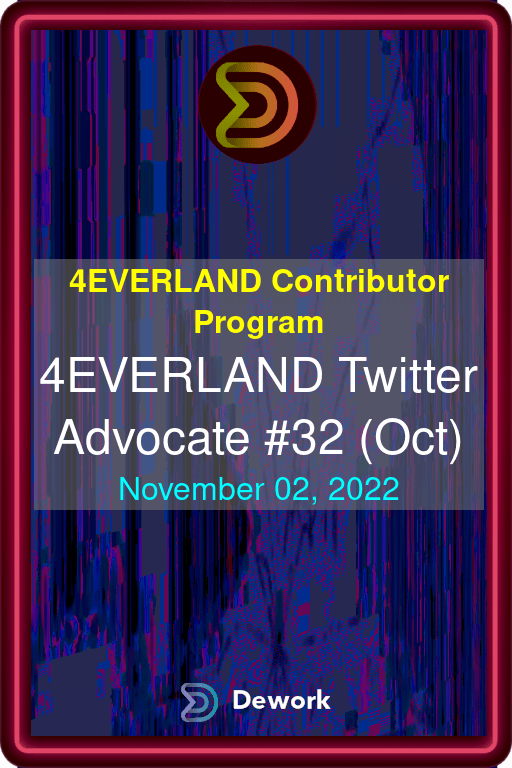 4EVERLAND Contributor
Program
4EVERLAND Twitter
Advocate #32 (Oct)
November 02, 2022
Dework